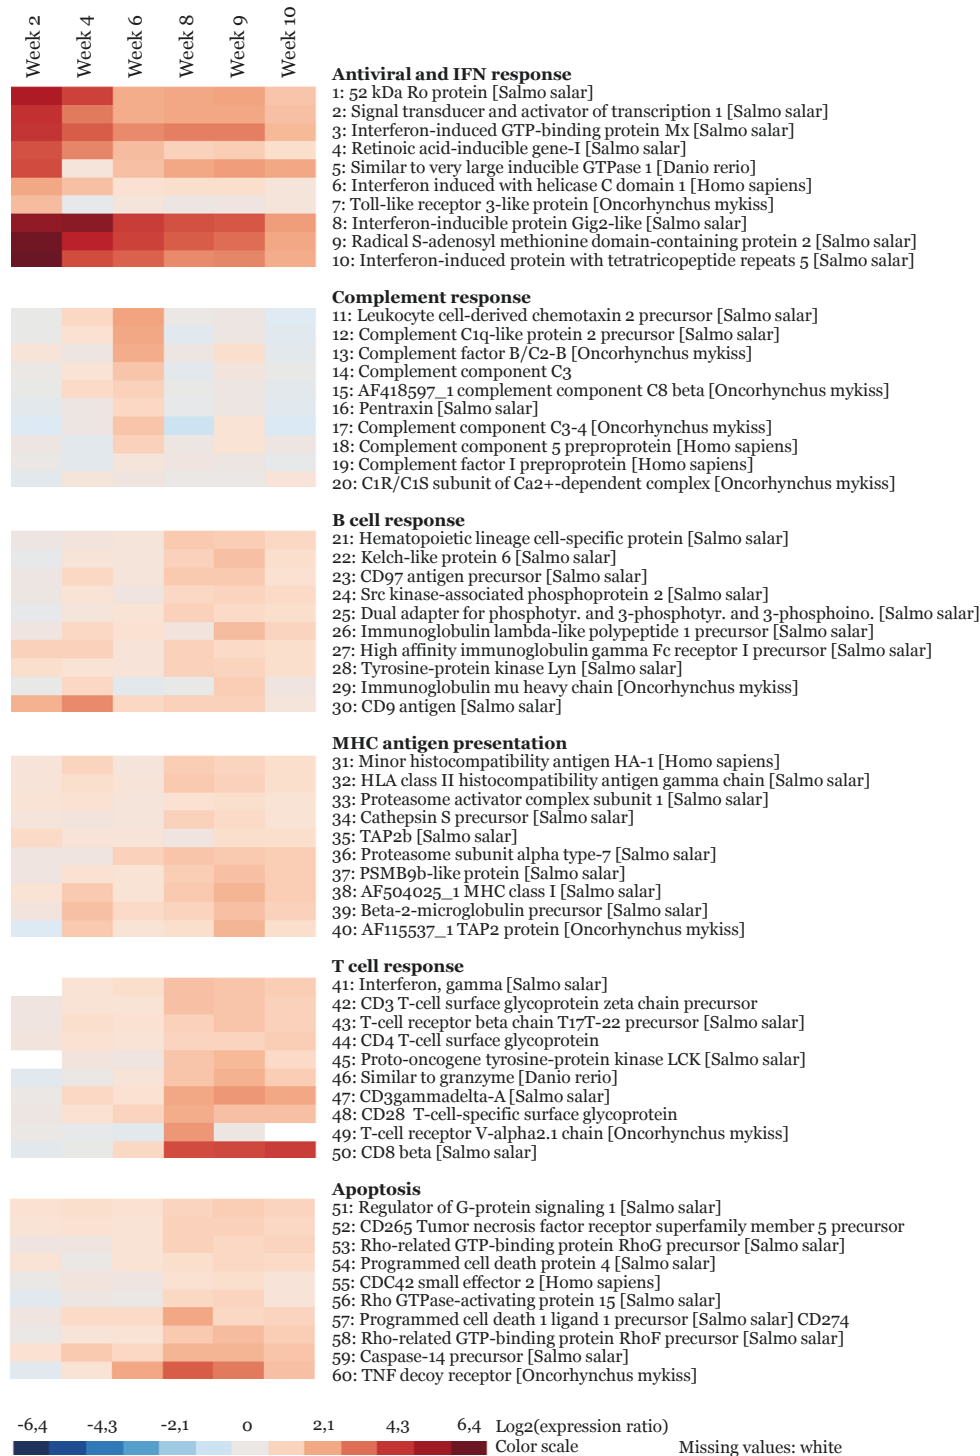 Week 2
Week 4
Week 6
Week 8
Week 9
Week 10
Antiviral and IFN response
1: 52 kDa Ro protein [Salmo salar]
2: Signal transducer and activator of transcription 1 [Salmo salar]
3: Interferon-induced GTP-binding protein Mx [Salmo salar]
4: Retinoic acid-inducible gene-I [Salmo salar]
5: Similar to very large inducible GTPase 1 [Danio rerio]
6: Interferon induced with helicase C domain 1 [Homo sapiens]
7: Toll-like receptor 3-like protein [Oncorhynchus mykiss]
8: Interferon-inducible protein Gig2-like [Salmo salar]
9: Radical S-adenosyl methionine domain-containing protein 2 [Salmo salar]
10: Interferon-induced protein with tetratricopeptide repeats 5 [Salmo salar]
Complement response
11: Leukocyte cell-derived chemotaxin 2 precursor [Salmo salar]
12: Complement C1q-like protein 2 precursor [Salmo salar]
13: Complement factor B/C2-B [Oncorhynchus mykiss]
14: Complement component C3
15: AF418597_1 complement component C8 beta [Oncorhynchus mykiss]
16: Pentraxin [Salmo salar]
17: Complement component C3-4 [Oncorhynchus mykiss]
18: Complement component 5 preproprotein [Homo sapiens]
19: Complement factor I preproprotein [Homo sapiens]
20: C1R/C1S subunit of Ca2+-dependent complex [Oncorhynchus mykiss]
B cell response
21: Hematopoietic lineage cell-specific protein [Salmo salar]
22: Kelch-like protein 6 [Salmo salar]
23: CD97 antigen precursor [Salmo salar]
24: Src kinase-associated phosphoprotein 2 [Salmo salar]
25: Dual adapter for phosphotyr. and 3-phosphotyr. and 3-phosphoino. [Salmo salar]
26: Immunoglobulin lambda-like polypeptide 1 precursor [Salmo salar]
27: High affinity immunoglobulin gamma Fc receptor I precursor [Salmo salar]
28: Tyrosine-protein kinase Lyn [Salmo salar]
29: Immunoglobulin mu heavy chain [Oncorhynchus mykiss]
30: CD9 antigen [Salmo salar]
MHC antigen presentation
31: Minor histocompatibility antigen HA-1 [Homo sapiens]
32: HLA class II histocompatibility antigen gamma chain [Salmo salar]
33: Proteasome activator complex subunit 1 [Salmo salar]
34: Cathepsin S precursor [Salmo salar]
35: TAP2b [Salmo salar]
36: Proteasome subunit alpha type-7 [Salmo salar]
37: PSMB9b-like protein [Salmo salar]
38: AF504025_1 MHC class I [Salmo salar]
39: Beta-2-microglobulin precursor [Salmo salar]
40: AF115537_1 TAP2 protein [Oncorhynchus mykiss]
T cell response
41: Interferon, gamma [Salmo salar]
42: CD3 T-cell surface glycoprotein zeta chain precursor
43: T-cell receptor beta chain T17T-22 precursor [Salmo salar]
44: CD4 T-cell surface glycoprotein
45: Proto-oncogene tyrosine-protein kinase LCK [Salmo salar]
46: Similar to granzyme [Danio rerio]
47: CD3gammadelta-A [Salmo salar]
48: CD28 T-cell-specific surface glycoprotein
49: T-cell receptor V-alpha2.1 chain [Oncorhynchus mykiss]
50: CD8 beta [Salmo salar]
Apoptosis
51: Regulator of G-protein signaling 1 [Salmo salar]
52: CD265 Tumor necrosis factor receptor superfamily member 5 precursor
53: Rho-related GTP-binding protein RhoG precursor [Salmo salar]
54: Programmed cell death protein 4 [Salmo salar]
55: CDC42 small effector 2 [Homo sapiens]
56: Rho GTPase-activating protein 15 [Salmo salar]
57: Programmed cell death 1 ligand 1 precursor [Salmo salar] CD274
58: Rho-related GTP-binding protein RhoF precursor [Salmo salar]
59: Caspase-14 precursor [Salmo salar]
60: TNF decoy receptor [Oncorhynchus mykiss]
-6,4 -4,3 -2,1 0 2,1 4,3 6,4 Log2(expression ratio)
Color scale Missing values: white